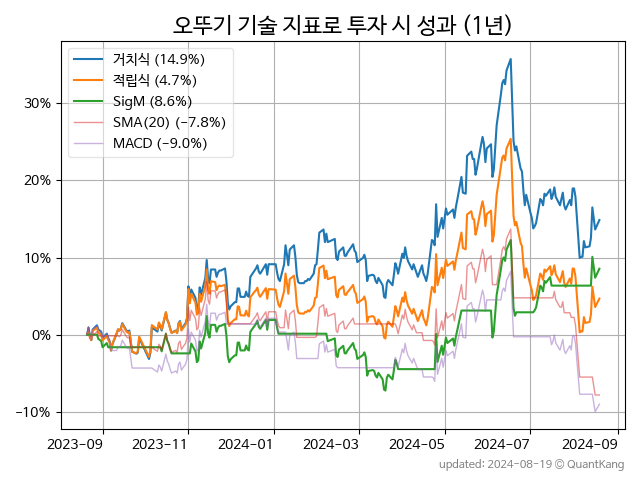 오뚜기 기술 지표로 투자 시 성과 (1년)
거치식 (14.9%)
적립식 (4.7%)
SigM (8.6%)
SMA(20) (−7.8%)
MACD (−9.0%)
30%
20%
10%
0%
−10%
2023-09 2023-11 2024-01 2024-03 2024-05 2024-07 2024-09
updated: 2024-08-19 © QuantKang